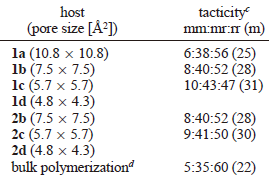 host tacticity^c
(pore size [Å²]) mm:mr:rr (m)
1a (10.8 × 10.8) 6:38:56 (25)
1b (7.5 × 7.5) 8:40:52 (28)
1c (5.7 × 5.7) 10:43:47 (31)
1d (4.8 × 4.3)
2b (7.5 × 7.5) 8:40:52 (28)
2c (5.7 × 5.7) 9:41:50 (30)
2d (4.8 × 4.3)
bulk polymerization^d 5:35:60 (22)